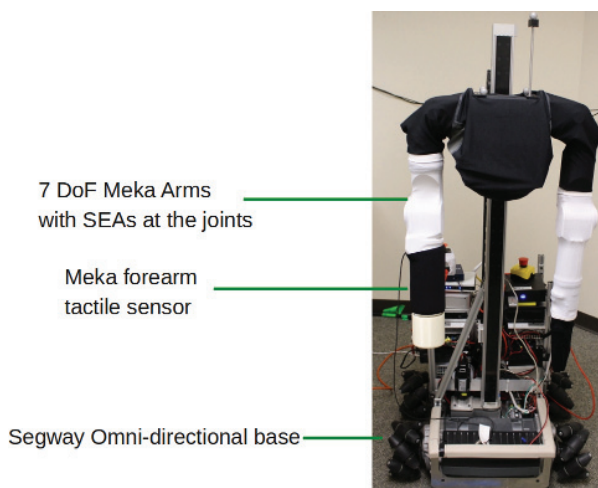 7 DoF Meka Arms
with SEAs at the joints
Meka forearm
tactile sensor
Segway Omni-directional base